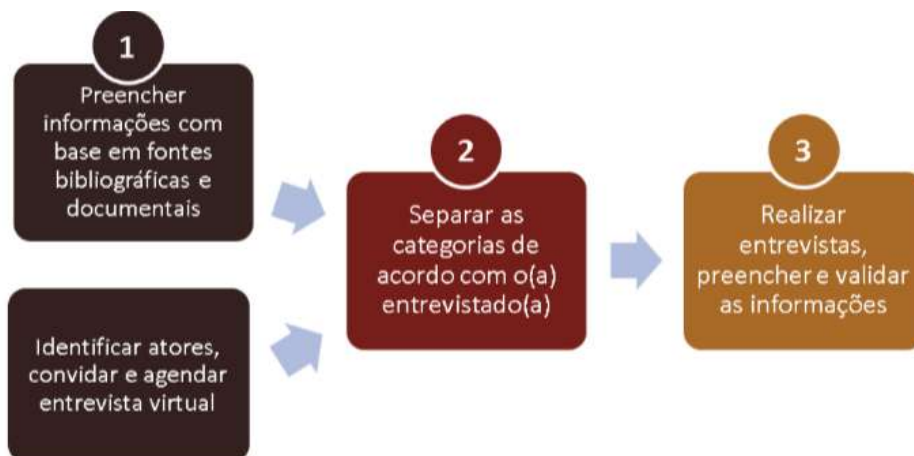 1
Preencher
informações com
base em fontes
bibliográficas e
documentais
Identificar atores,
convidar e agendar
entrevista virtual
2
Separar as
categorias de
acordo com o(a)
entrevistado(a)
3
Realizar
entrevistas,
preencher e validar
as informações